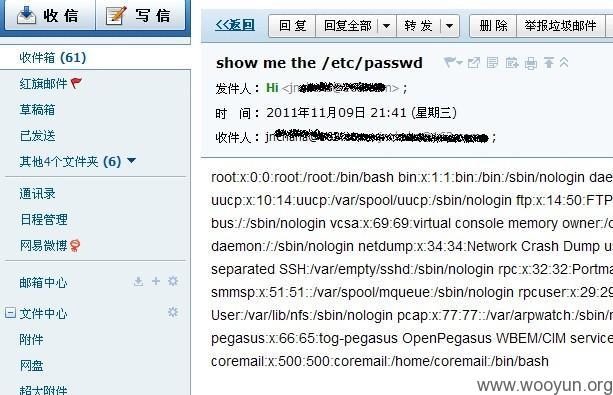 收 信
写 信
收件箱 (61)
红旗邮件
草稿箱
已发送
其他4个文件夹 (6)
通讯录
日程管理
网易微博
邮箱中心
文件中心
附件
网盘
超大附件
<<返回
回 复
回复全部
转 发
删 除
举报垃圾邮件
show me the /etc/passwd
发件人： Hi <j
时 间： 2011年11月09日 21:41 (星期三)
收件人： jn
root:x:0:0:root:/root:/bin/bash bin:x:1:1:bin:/bin:/sbin/nologin dae
uucp:x:10:14:uucp:/var/spool/uucp:/sbin/nologin ftp:x:14:50:FTP
bus:/:/sbin/nologin vcsa:x:69:69:virtual console memory owner:/
daemon:/:/sbin/nologin netdump:x:34:34:Network Crash Dump u
separated SSH:/var/empty/sshd:/sbin/nologin rpc:x:32:32:Portma
smmsp:x:51:51::/var/spool/mqueue:/sbin/nologin rpcuser:x:29:29
User:/var/lib/nfs:/sbin/nologin pcap:x:77:77::/var/arpwatch:/sbin/n
pegasus:x:66:65:tog-pegasus OpenPegasus WBEM/CIM service
coremail:x:500:500:coremail:/home/coremail:/bin/bash
www.wooyun.org